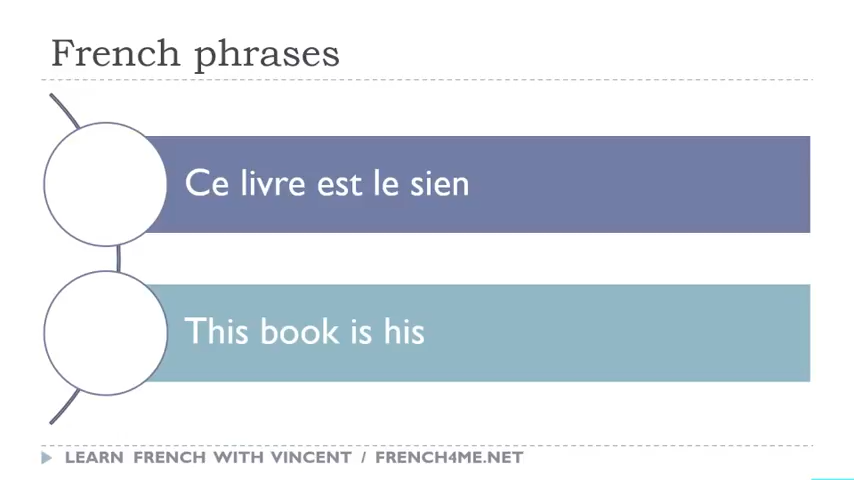 French phrases
Ce livre est le sien
This book is his
LEARN FRENCH WITH VINCENT / FRENCH4ME.NET